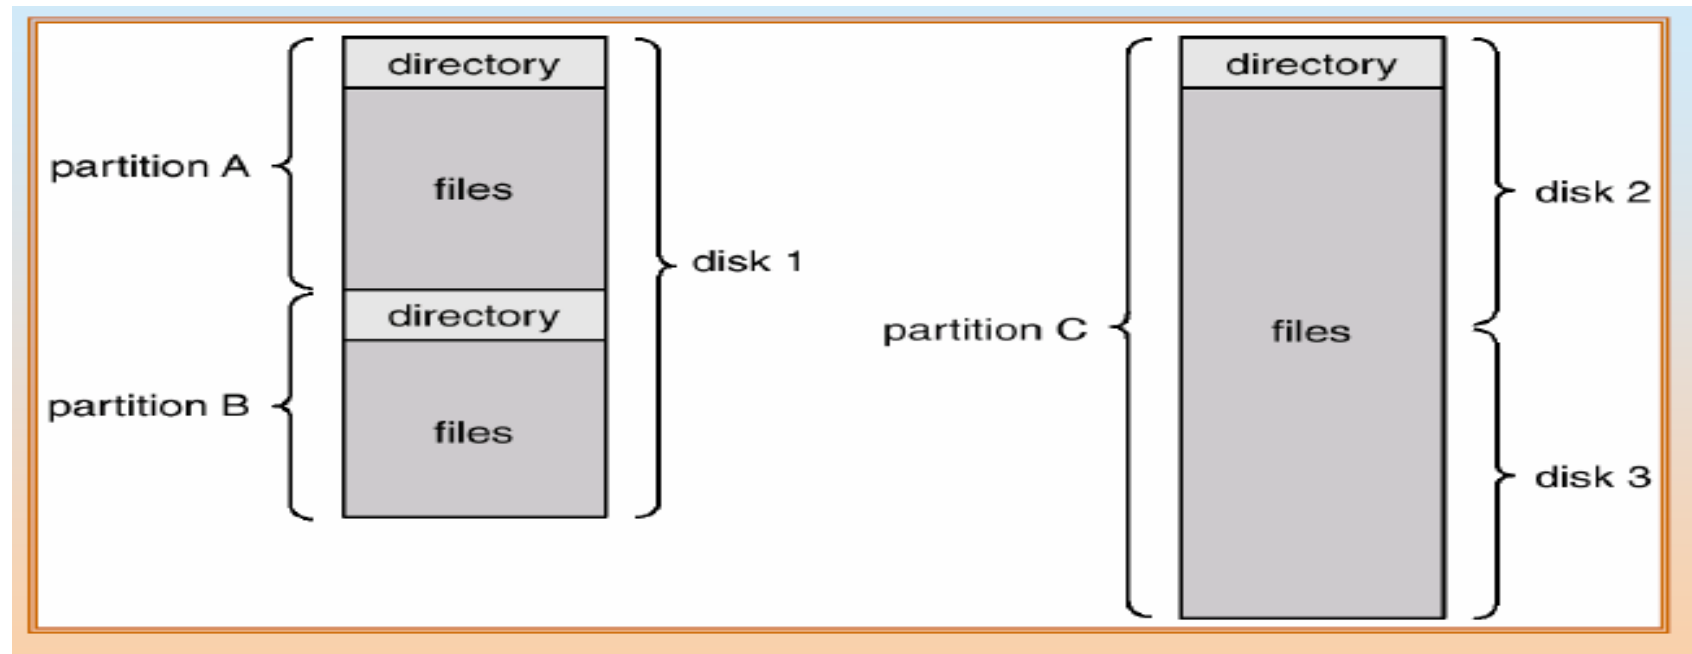 directory
partition A
files
disk 1
directory
partition B
files
directory
disk 2
partition C
files
disk 3